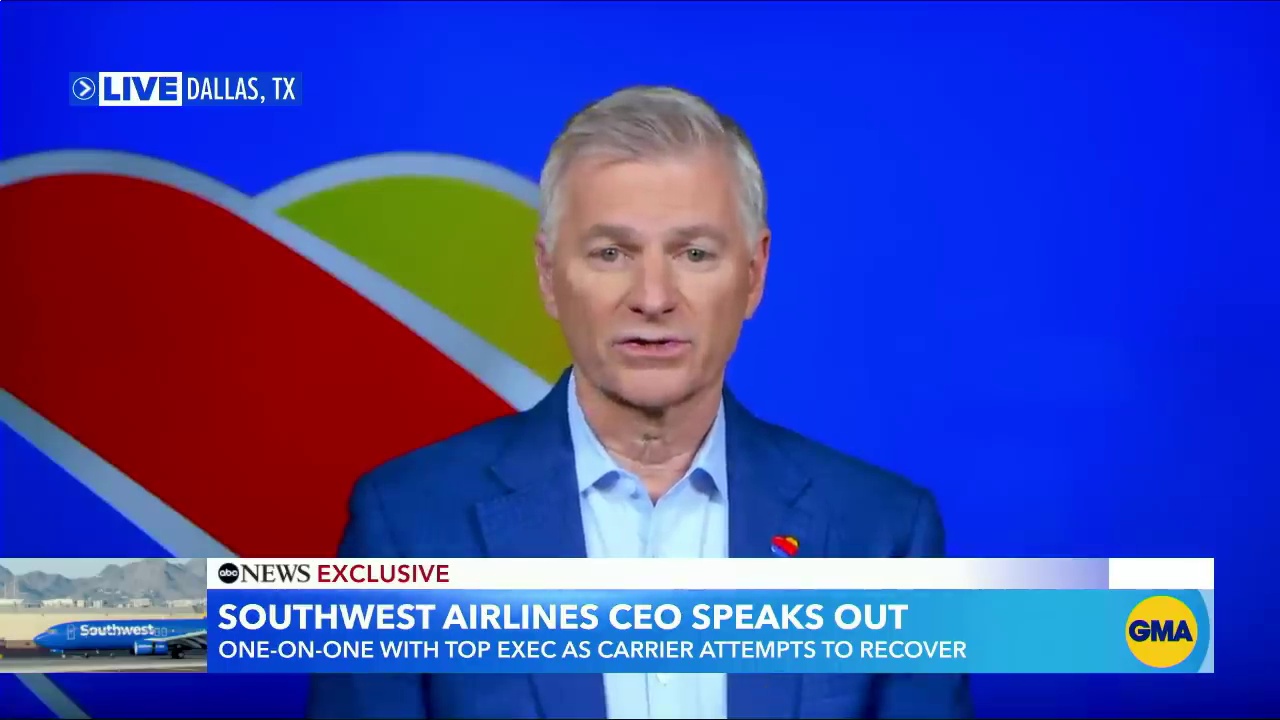 LIVE DALLAS, TX
abc NEWS EXCLUSIVE
Southwest
SOUTHWEST AIRLINES CEO SPEAKS OUT
ONE-ON-ONE WITH TOP EXEC AS CARRIER ATTEMPTS TO RECOVER
GMA